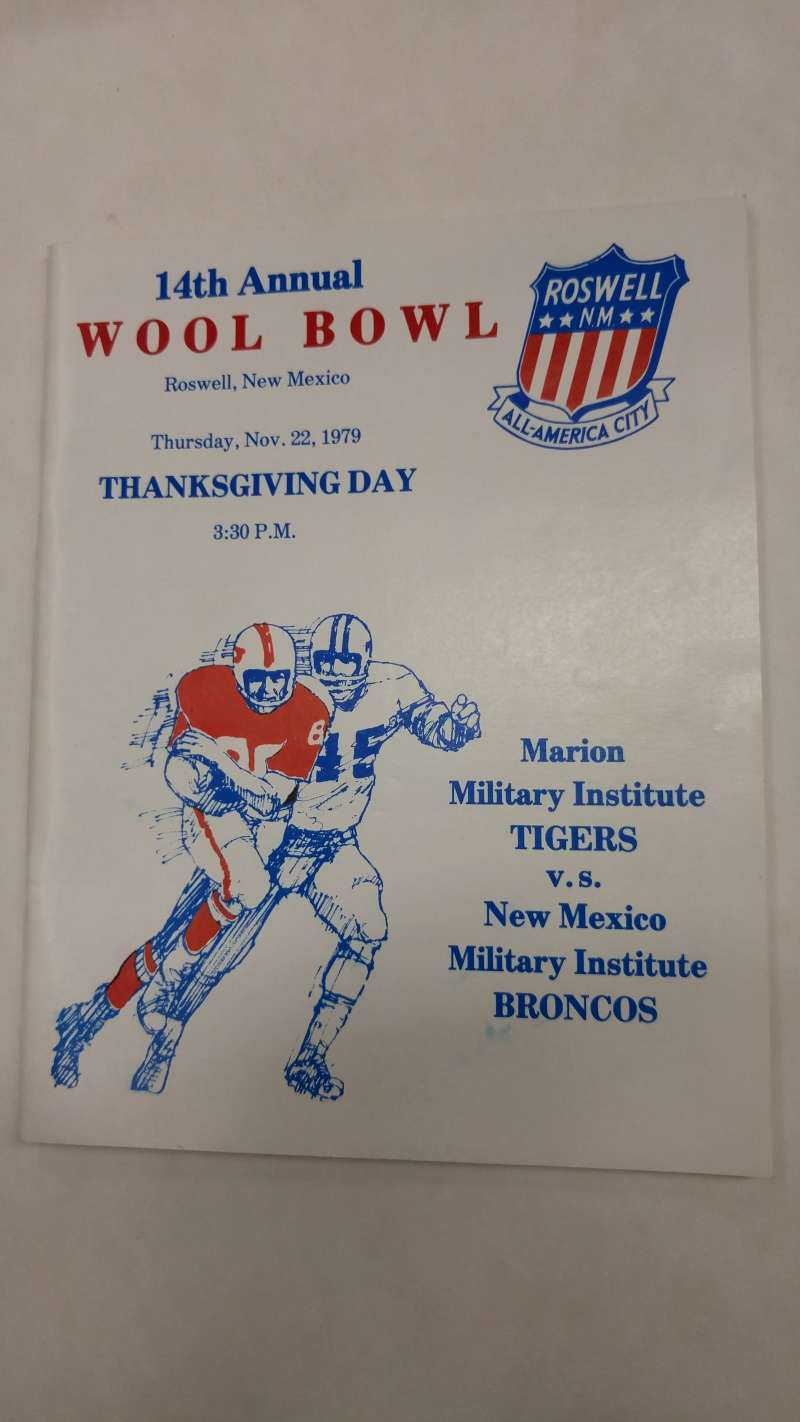 14th Annual
WOOL BOWL
Roswell, New Mexico
Thursday, Nov. 22, 1979
THANKSGIVING DAY
3:30 P.M.
ROSWELL
N.M.
ALL-AMERICA CITY
Marion
Military Institute
TIGERS
v.s.
New Mexico
Military Institute
BRONCOS